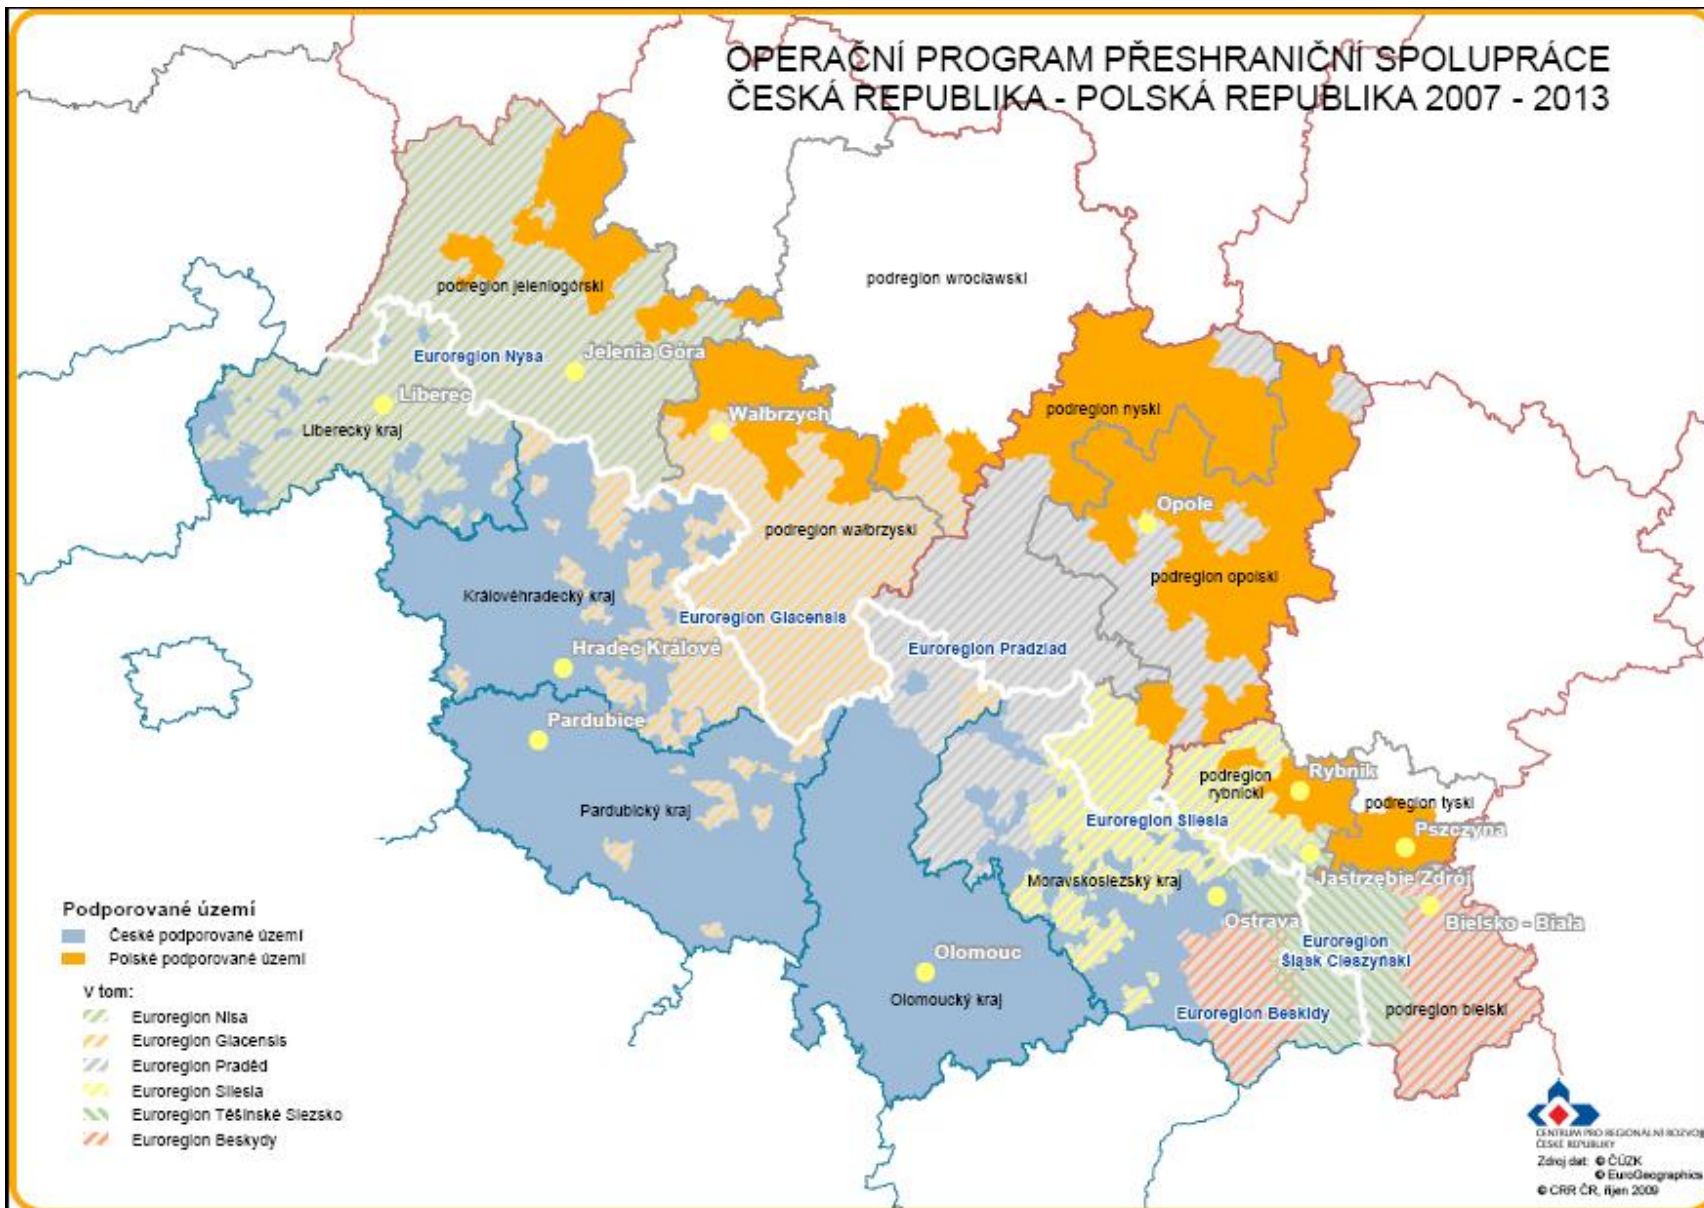 OPERAČNÍ PROGRAM PŘESHRANIČNÍ SPOLUPRÁCE
ČESKÁ REPUBLIKA - POLSKÁ REPUBLIKA 2007 - 2013
podregion wrocławski
podregion jeleniogórski
Euroregion Nysa
Jelenia Góra
Liberec
Liberecký kraj
Wałbrzych
podregion nyski
Opole
podregion wałbrzyski
podregion opolski
Královéhradecký kraj
Euroregion Glacensis
Euroregion Pradziad
Hradec Králové
Pardubice
podregion
rybnicki
Rybnik
podregion tyski
Pardubický kraj
Euroregion Silesia
Pszczyna
Moravskoslezský kraj
Jastrzębie Zdrój
Ostrava
Bielsko - Biała
Euroregion
Śląsk Cieszyński
Olomouc
Olomoucký kraj
Euroregion Beskidy
podregion bielski
Podporované území
České podporované území
Polské podporované území
V tom:
Euroregion Nisa
Euroregion Glacensis
Euroregion Praděd
Euroregion Silesia
Euroregion Těšínské Slezsko
Euroregion Beskydy
CENTRUM PRO REGIONÁLNÍ ROZVOJ
ČESKÉ REPUBLIKY
Zdroj dat: © ČÚZK
© EuroGeographics
© CRR ČR, říjen 2009